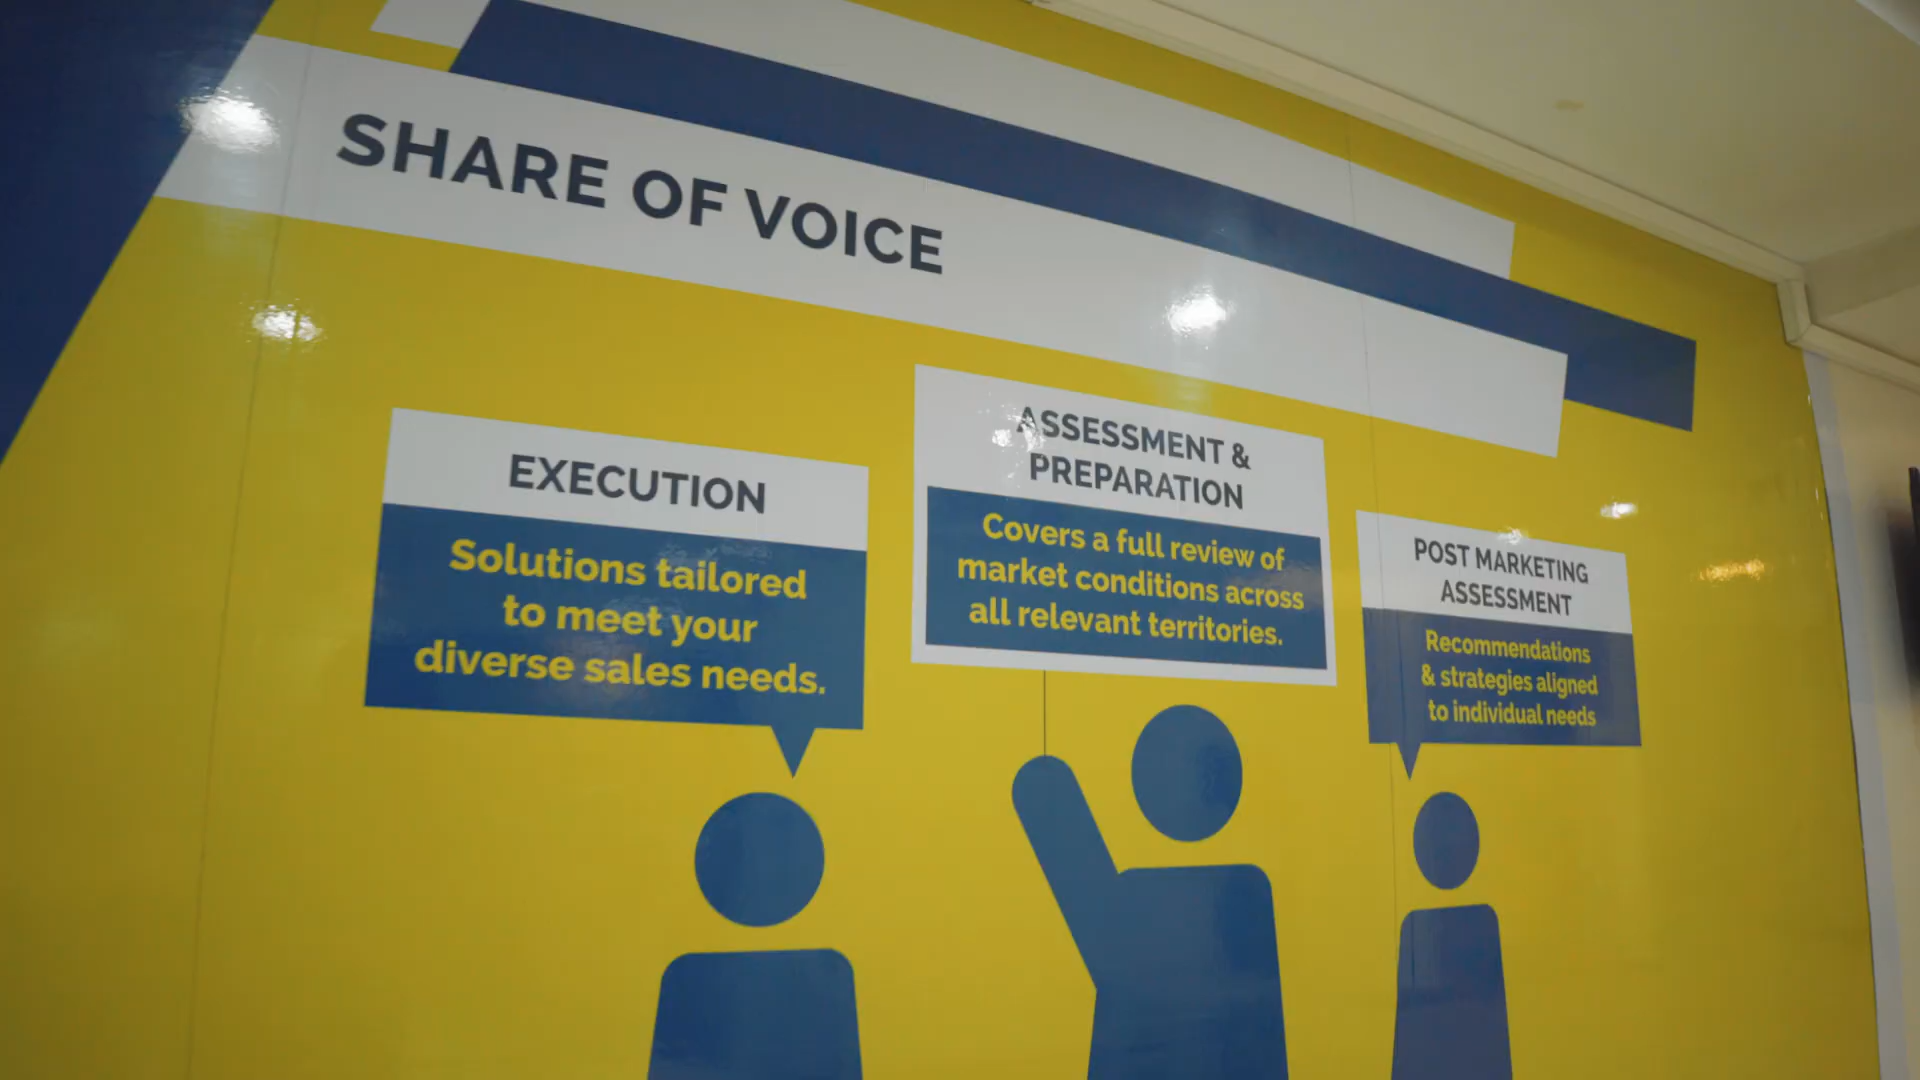 SHARE OF VOICE
EXECUTION
Solutions tailored
to meet your
diverse sales needs.
ASSESSMENT &
PREPARATION
Covers a full review of
market conditions across
all relevant territories.
POST MARKETING
ASSESSMENT
Recommendations
& strategies aligned
to individual needs